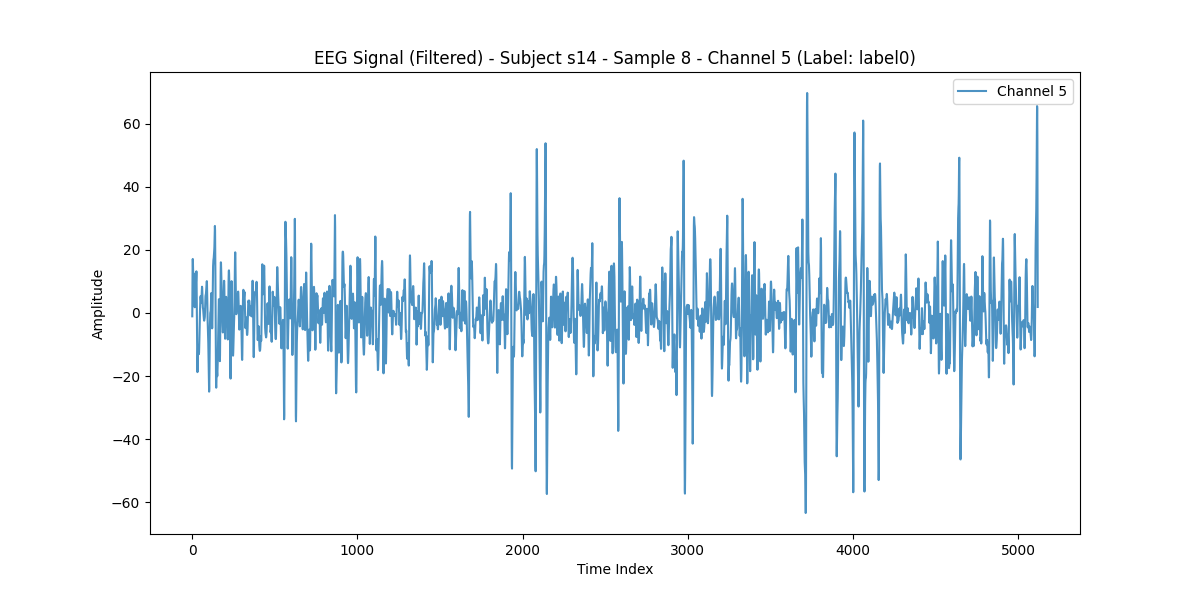 EEG Signal (Filtered) - Subject s14 - Sample 8 - Channel 5 (Label: label0)
Channel 5
60
40
20
0
−20
−40
−60
Amplitude
0 1000 2000 3000 4000 5000
Time Index